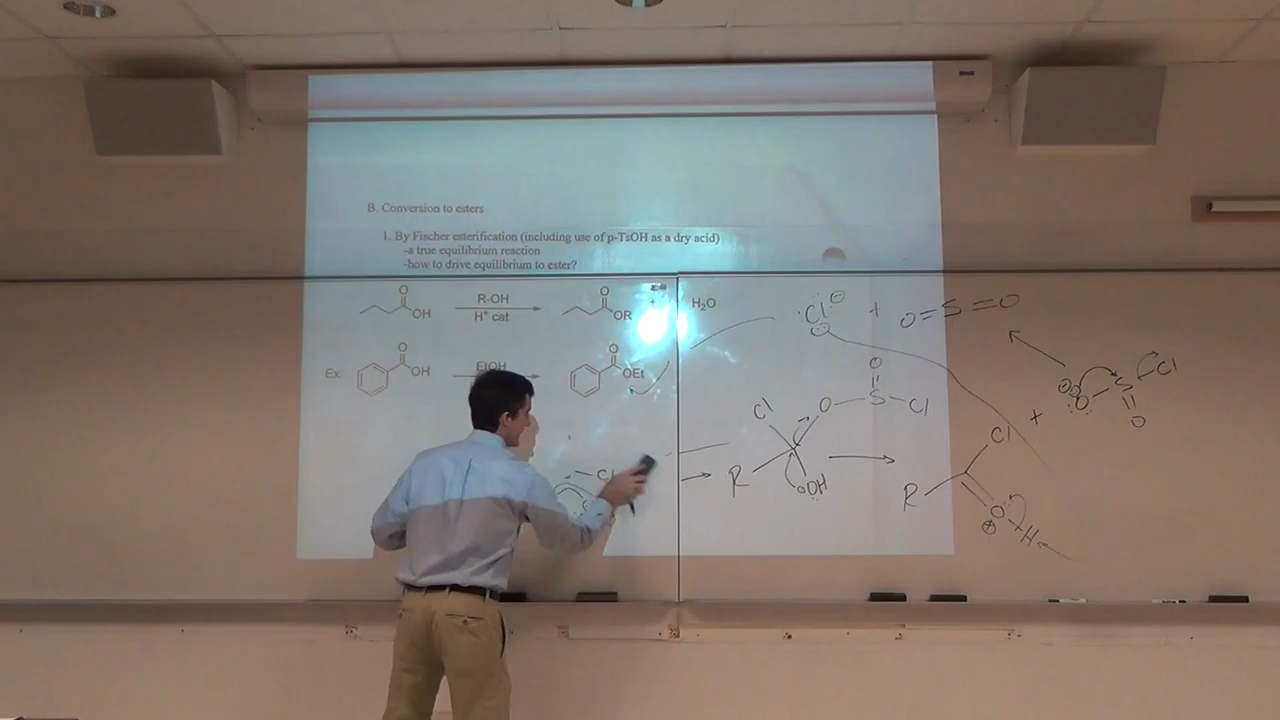 B. Conversion to esters
1. By Fischer esterification (including use of p-TsOH as a dry acid)
-a true equilibrium reaction
-how to drive equilibrium to ester?
O OH R-OH H⁺ cat O OR + H₂O
Ex: O OH EtOH O OEt
:Cl: ⊖ + O=S=O
⊖ O S Cl O
Cl O S O Cl R OH
+
R Cl O ⊕ H
Cl